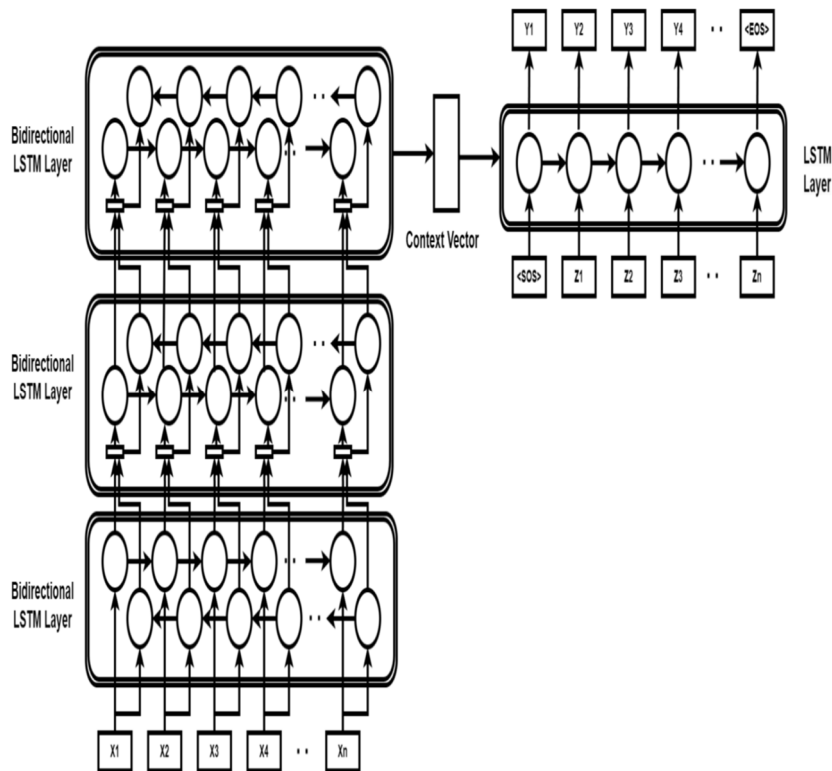 Y1 Y2 Y3 Y4 · · <EOS>
Bidirectional
LSTM Layer
· ·
· ·
LSTM
Layer
· ·
Context Vector
<SOS> Z1 Z2 Z3 · · Zn
Bidirectional
LSTM Layer
· ·
· ·
Bidirectional
LSTM Layer
· ·
· ·
X1 X2 X3 X4 · · Xn